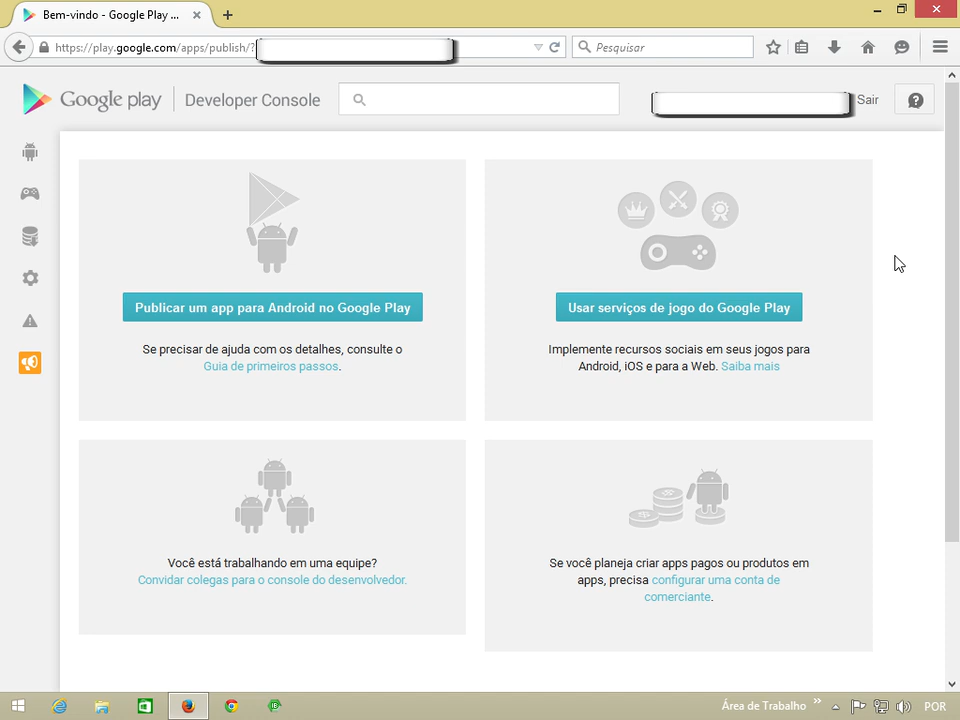 Bem-vindo - Google Play ...
https://play.google.com/apps/publish/?
Pesquisar
Google play
Developer Console
Sair
Publicar um app para Android no Google Play
Se precisar de ajuda com os detalhes, consulte o
Guia de primeiros passos.
Usar serviços de jogo do Google Play
Implemente recursos sociais em seus jogos para
Android, iOS e para a Web. Saiba mais
Você está trabalhando em uma equipe?
Convidar colegas para o console do desenvolvedor.
Se você planeja criar apps pagos ou produtos em
apps, precisa configurar uma conta de
comerciante.
Área de Trabalho
POR